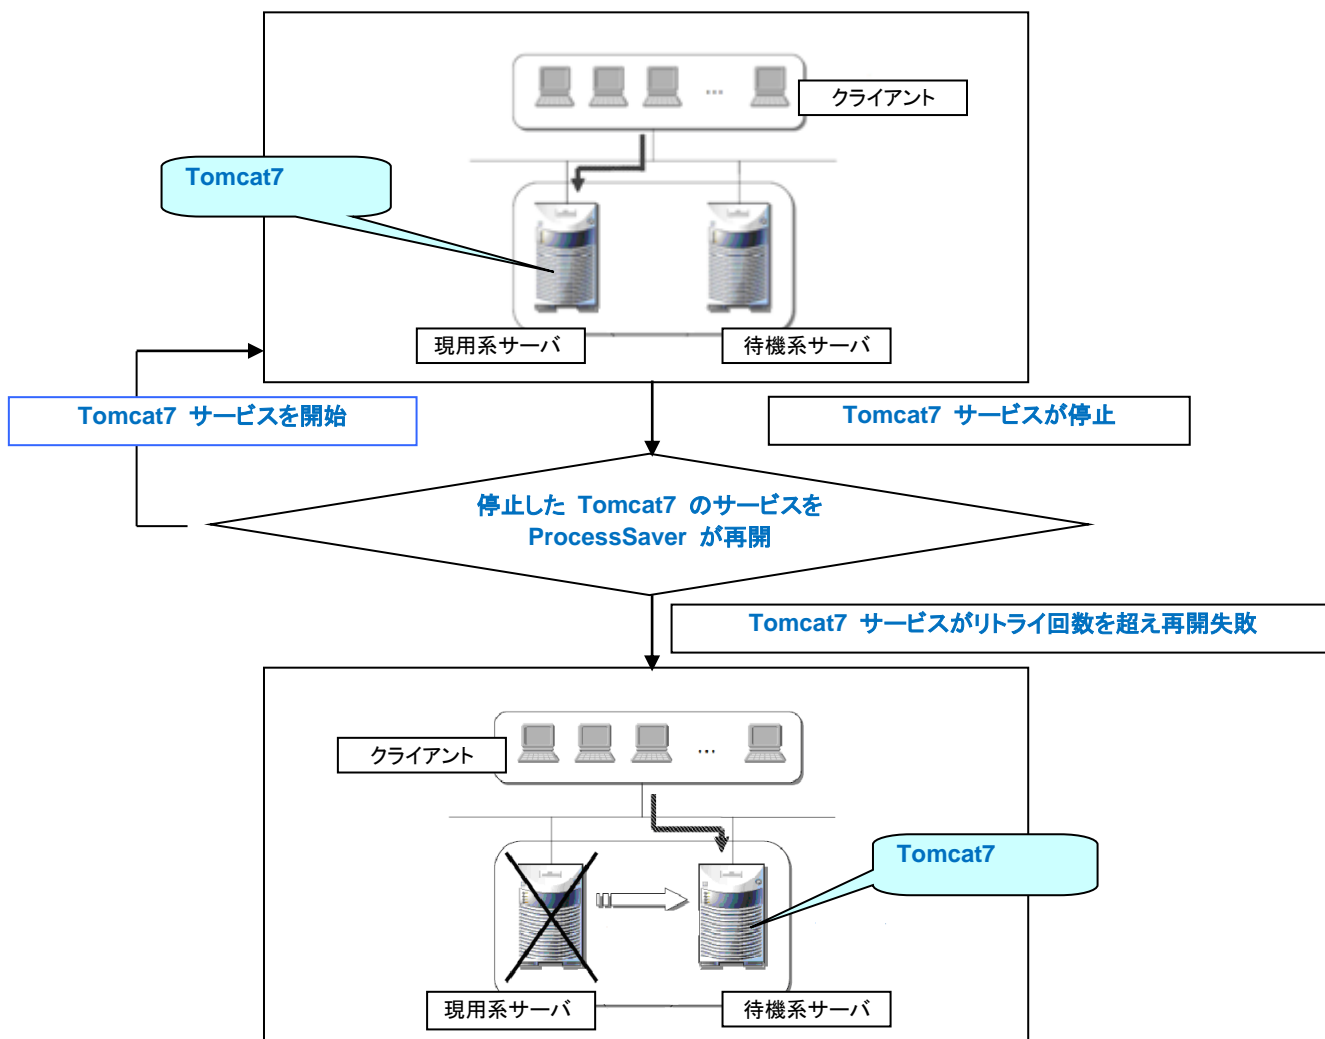 クライアント
Tomcat7
現用系サーバ
待機系サーバ
Tomcat7 サービスを開始
Tomcat7 サービスが停止
停止した Tomcat7 のサービスを
ProcessSaver が再開
Tomcat7 サービスがリトライ回数を超え再開失敗
クライアント
Tomcat7
現用系サーバ
待機系サーバ